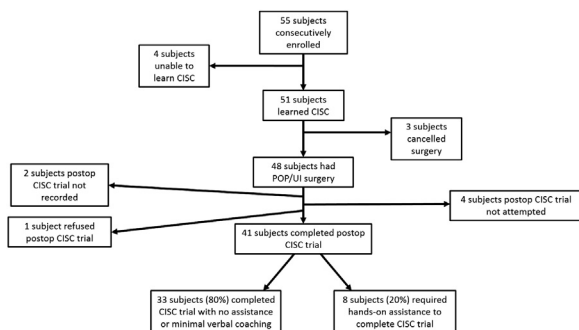 55 subjects
consecutively
enrolled
4 subjects
unable to
learn CISC
51 subjects
learned CISC
3 subjects
cancelled
surgery
48 subjects had
POP/UI surgery
2 subjects postop
CISC trial not
recorded
4 subjects postop CISC trial
not attempted
1 subject refused
postop CISC trial
41 subjects completed postop
CISC trial
33 subjects (80%) completed
CISC trial with no assistance
or minimal verbal coaching
8 subjects (20%) required
hands-on assistance to
complete CISC trial